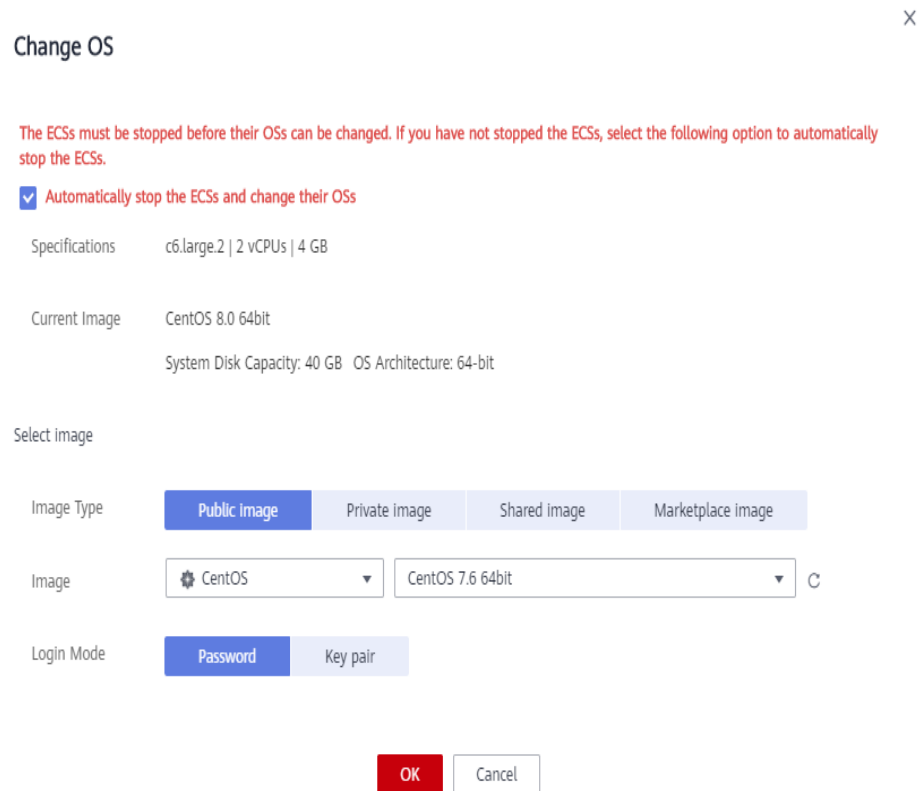 Change OS
The ECSs must be stopped before their OSs can be changed. If you have not stopped the ECSs, select the following option to automatically
stop the ECSs.
Automatically stop the ECSs and change their OSs
Specifications c6.large.2 | 2 vCPUs | 4 GB
Current Image CentOS 8.0 64bit
System Disk Capacity: 40 GB OS Architecture: 64-bit
Select image
Image Type Public image Private image Shared image Marketplace image
Image CentOS CentOS 7.6 64bit
Login Mode Password Key pair
OK Cancel